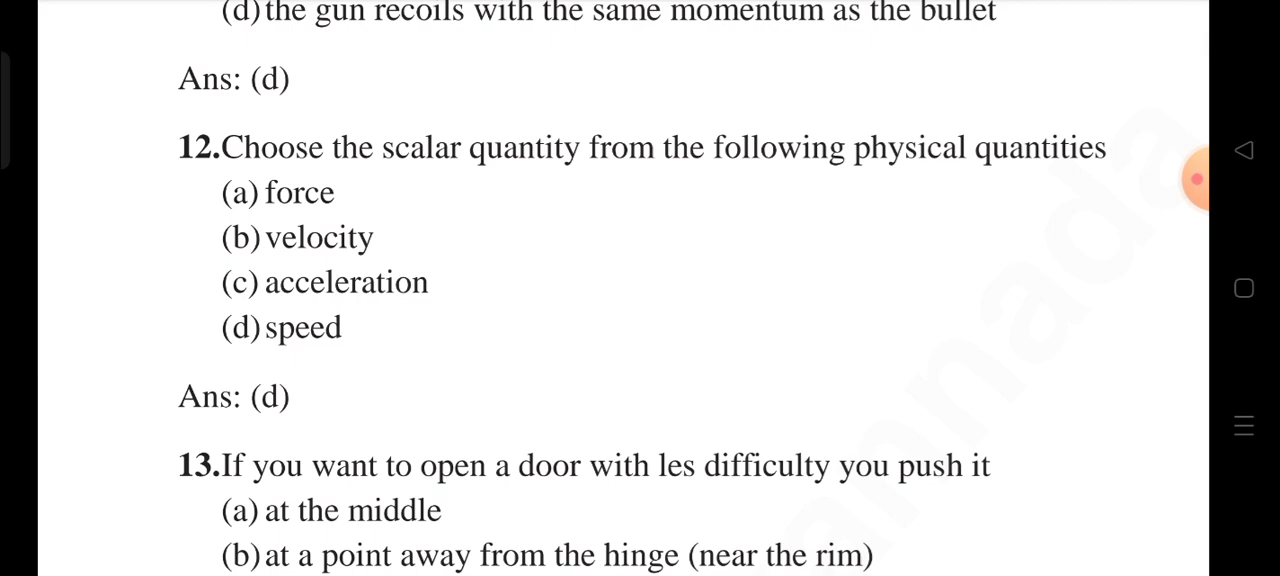 (d) the gun recoils with the same momentum as the bullet
Ans: (d)
12.Choose the scalar quantity from the following physical quantities
(a) force
(b) velocity
(c) acceleration
(d) speed
Ans: (d)
13.If you want to open a door with les difficulty you push it
(a) at the middle
(b) at a point away from the hinge (near the rim)